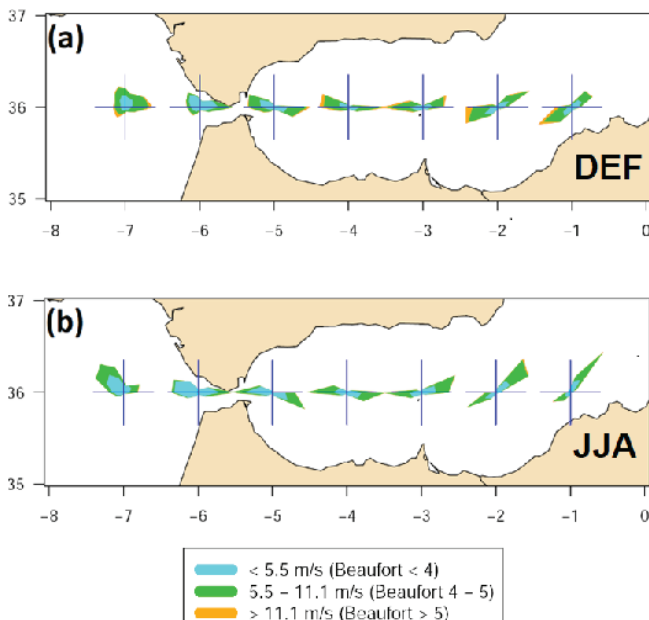 37
(a)
36
DEF
35
−8 −7 −6 −5 −4 −3 −2 −1 0
37
(b)
36
JJA
35
−8 −7 −6 −5 −4 −3 −2 −1 0
< 5.5 m/s (Beaufort < 4)
5.5 − 11.1 m/s (Beaufort 4 − 5)
> 11.1 m/s (Beaufort > 5)